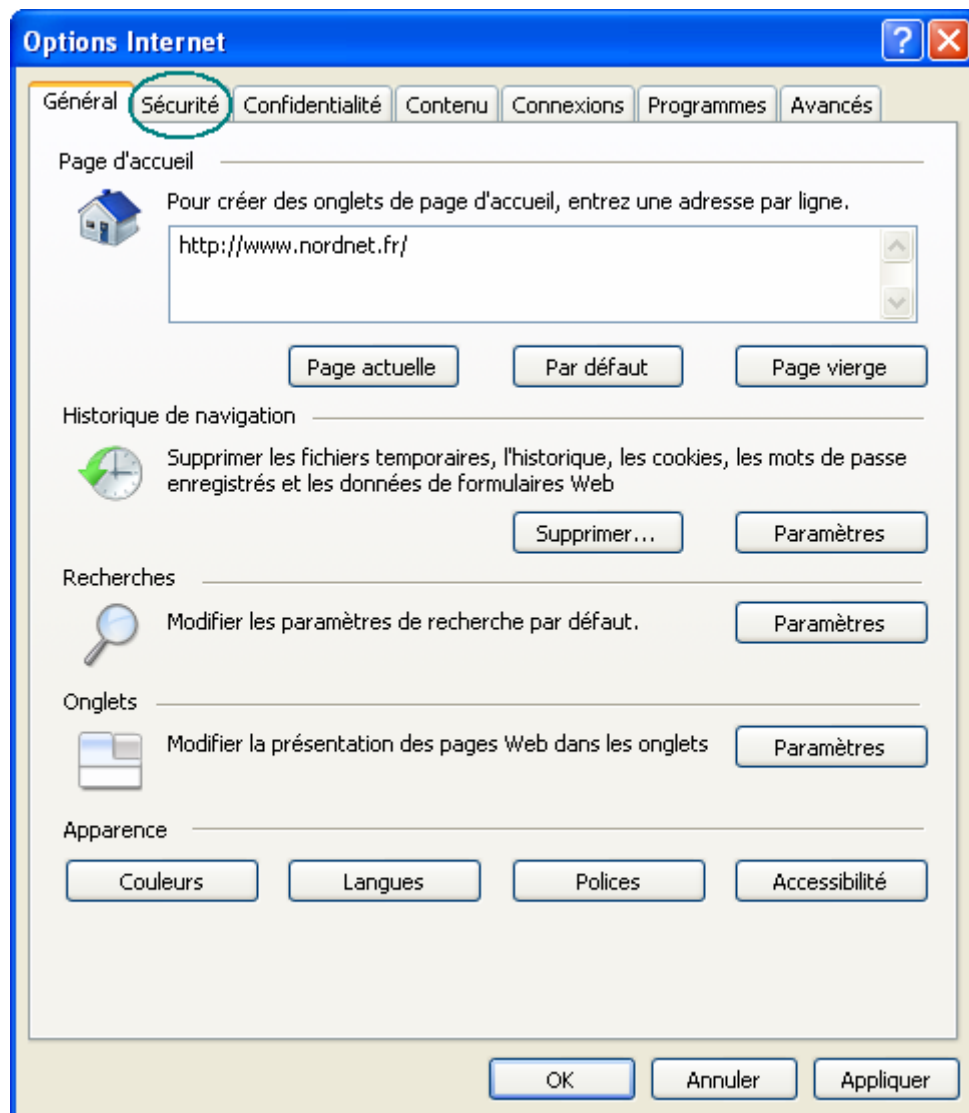 Options Internet
Général Sécurité Confidentialité Contenu Connexions Programmes Avancés
Page d'accueil
Pour créer des onglets de page d'accueil, entrez une adresse par ligne.
http://www.nordnet.fr/
Page actuelle Par défaut Page vierge
Historique de navigation
Supprimer les fichiers temporaires, l'historique, les cookies, les mots de passe
enregistrés et les données de formulaires Web
Supprimer... Paramètres
Recherches
Modifier les paramètres de recherche par défaut. Paramètres
Onglets
Modifier la présentation des pages Web dans les onglets Paramètres
Apparence
Couleurs Langues Polices Accessibilité
OK Annuler Appliquer